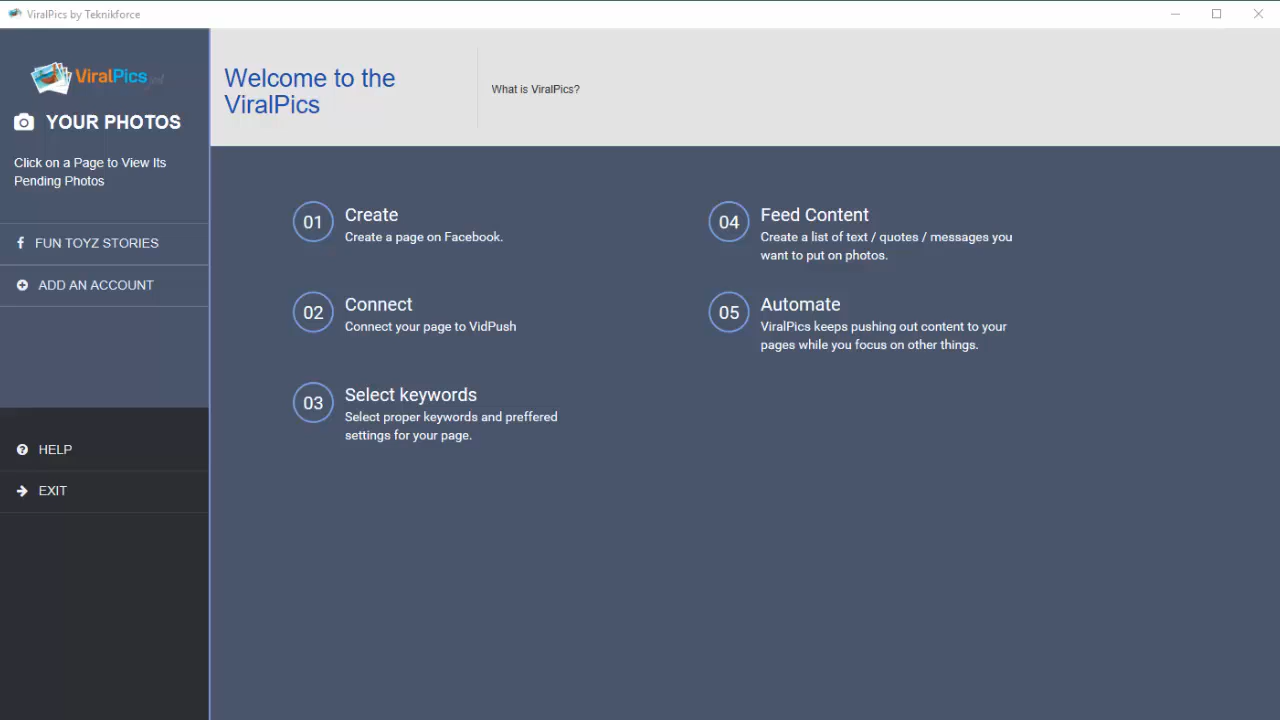 ViralPics by Teknikforce
ViralPics
YOUR PHOTOS
Click on a Page to View Its
Pending Photos
FUN TOYZ STORIES
ADD AN ACCOUNT
HELP
EXIT
Welcome to the
ViralPics
What is ViralPics?
01
Create
Create a page on Facebook.
02
Connect
Connect your page to VidPush
03
Select keywords
Select proper keywords and preffered
settings for your page.
04
Feed Content
Create a list of text / quotes / messages you
want to put on photos.
05
Automate
ViralPics keeps pushing out content to your
pages while you focus on other things.